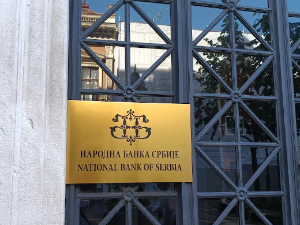 НАРОДНА БАНКА СРБИЈЕ
NATIONAL BANK OF SERBIA